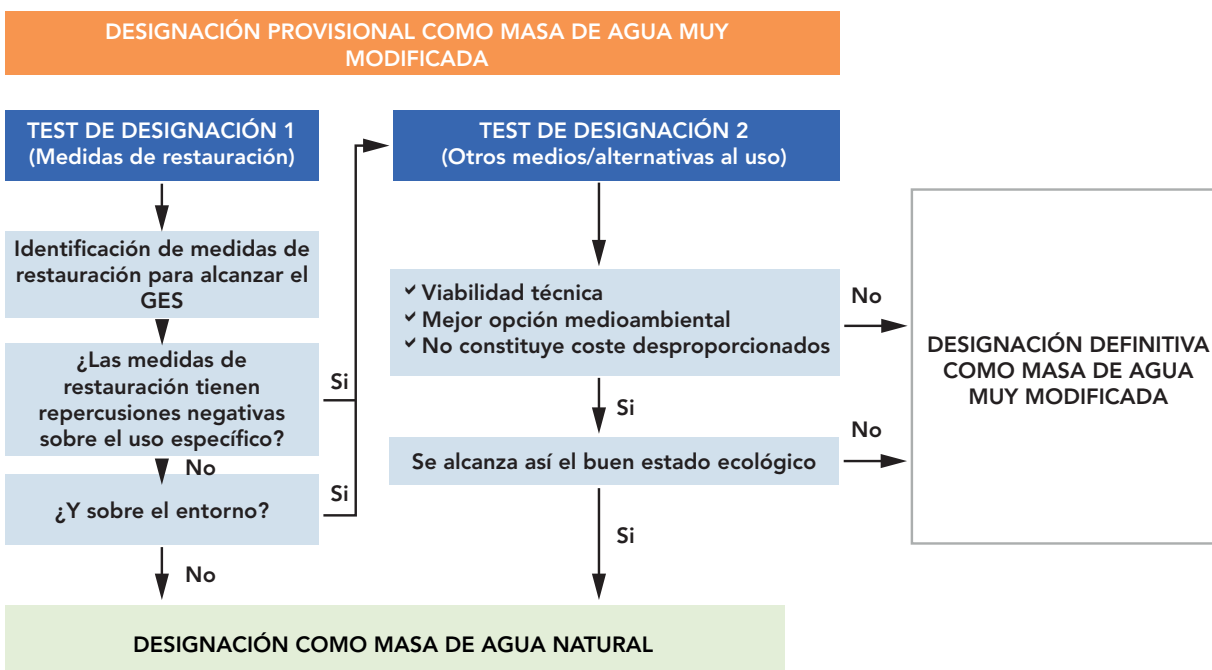 DESIGNACIÓN PROVISIONAL COMO MASA DE AGUA MUY
MODIFICADA
TEST DE DESIGNACIÓN 1
(Medidas de restauración)
Identificación de medidas de
restauración para alcanzar el
GES
¿Las medidas de
restauración tienen
repercusiones negativas
sobre el uso específico?
Si
No
¿Y sobre el entorno?
Si
No
TEST DE DESIGNACIÓN 2
(Otros medios/alternativas al uso)
Viabilidad técnica
Mejor opción medioambiental
No constituye coste desproporcionados
No
Si
Se alcanza así el buen estado ecológico
No
Si
DESIGNACIÓN DEFINITIVA
COMO MASA DE AGUA
MUY MODIFICADA
DESIGNACIÓN COMO MASA DE AGUA NATURAL